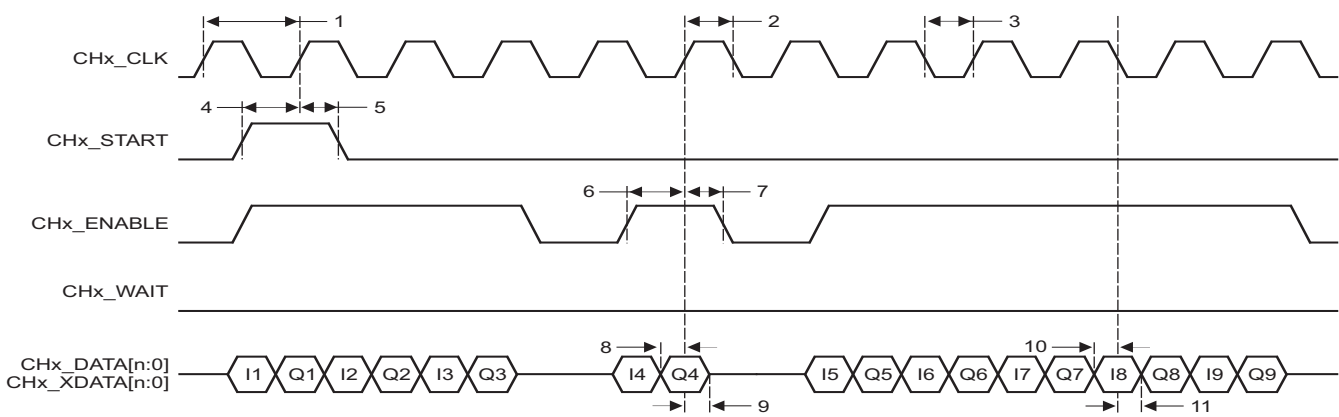 1
2
3
CHx_CLK
4
5
CHx_START
6
7
CHx_ENABLE
CHx_WAIT
8
10
CHx_DATA[n:0]
CHx_XDATA[n:0]
I1 Q1 I2 Q2 I3 Q3 I4 Q4 I5 Q5 I6 Q6 I7 Q7 I8 Q8 I9 Q9
9
11